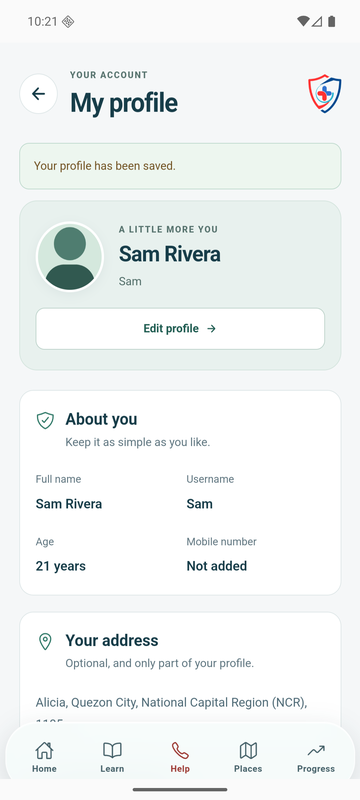 10:21
YOUR ACCOUNT
My profile
Your profile has been saved.
A LITTLE MORE YOU
Sam Rivera
Sam
Edit profile →
About you
Keep it as simple as you like.
Full name
Username
Sam Rivera
Sam
Age
Mobile number
21 years
Not added
Your address
Optional, and only part of your profile.
Alicia, Quezon City, National Capital Region (NCR),
Home
Learn
Help
Places
Progress